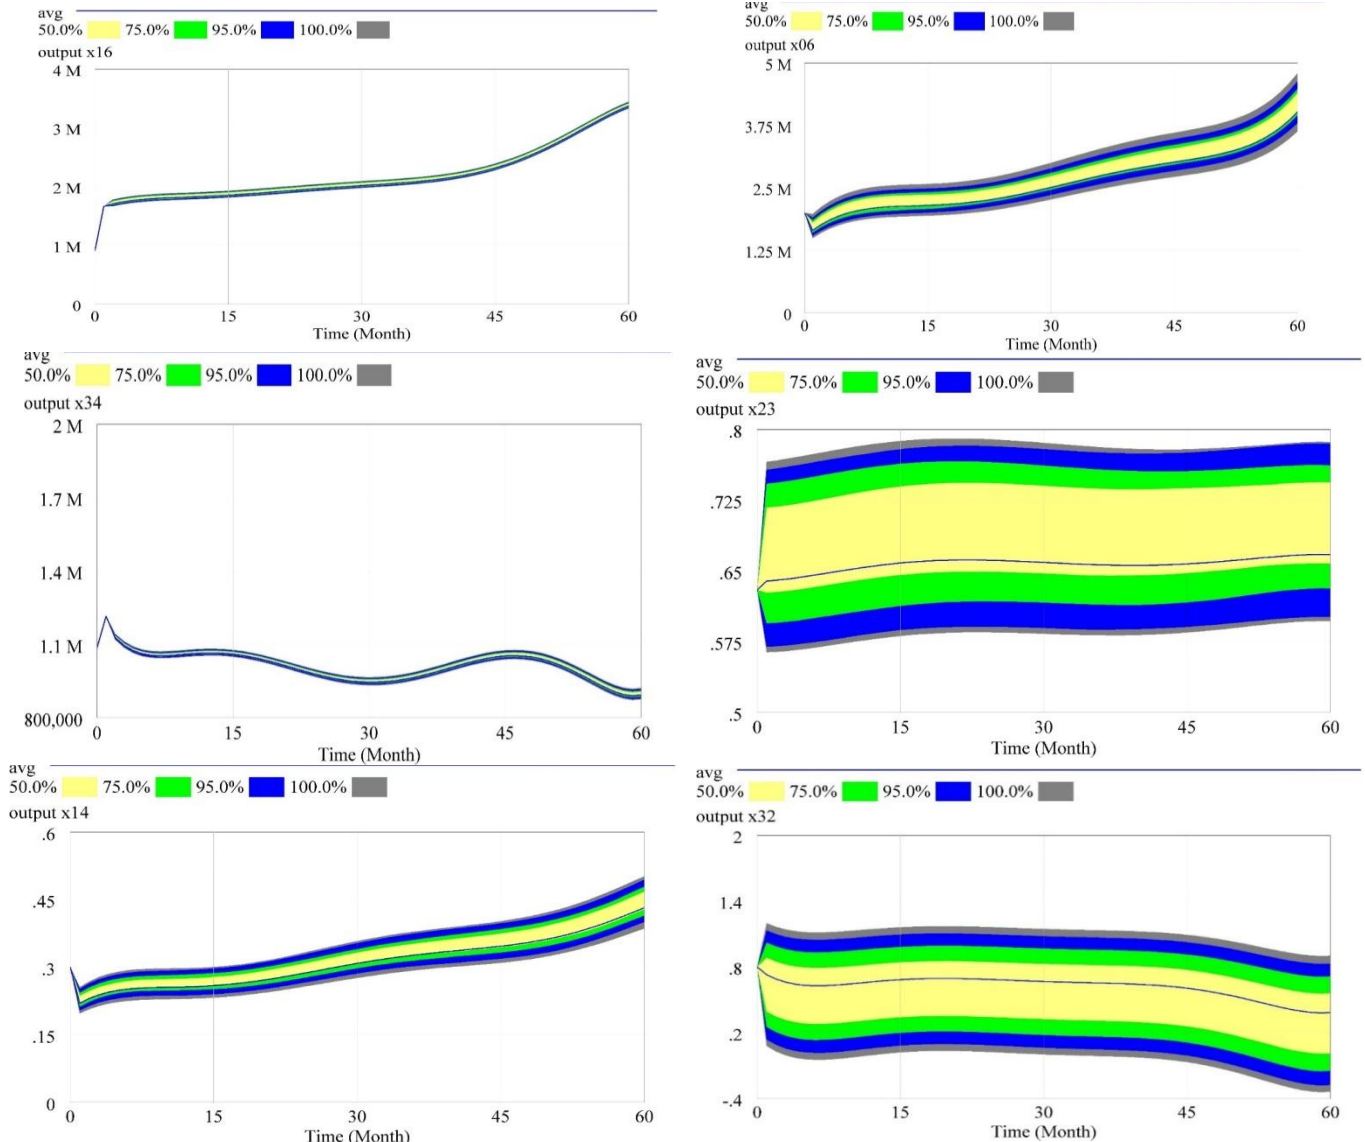 avg
50.0% 75.0% 95.0% 100.0%
output x16
4 M
3 M
2 M
1 M
0
0 15 30 45 60
Time (Month)
avg
50.0% 75.0% 95.0% 100.0%
output x06
5 M
3.75 M
2.5 M
1.25 M
0
0 15 30 45 60
Time (Month)
avg
50.0% 75.0% 95.0% 100.0%
output x34
2 M
1.7 M
1.4 M
1.1 M
800,000
0 15 30 45 60
Time (Month)
avg
50.0% 75.0% 95.0% 100.0%
output x23
.8
.725
.65
.575
.5
0 15 30 45 60
Time (Month)
avg
50.0% 75.0% 95.0% 100.0%
output x14
.6
.45
.3
.15
0
0 15 30 45 60
Time (Month)
avg
50.0% 75.0% 95.0% 100.0%
output x32
2
1.4
.8
.2
-.4
0 15 30 45 60
Time (Month)